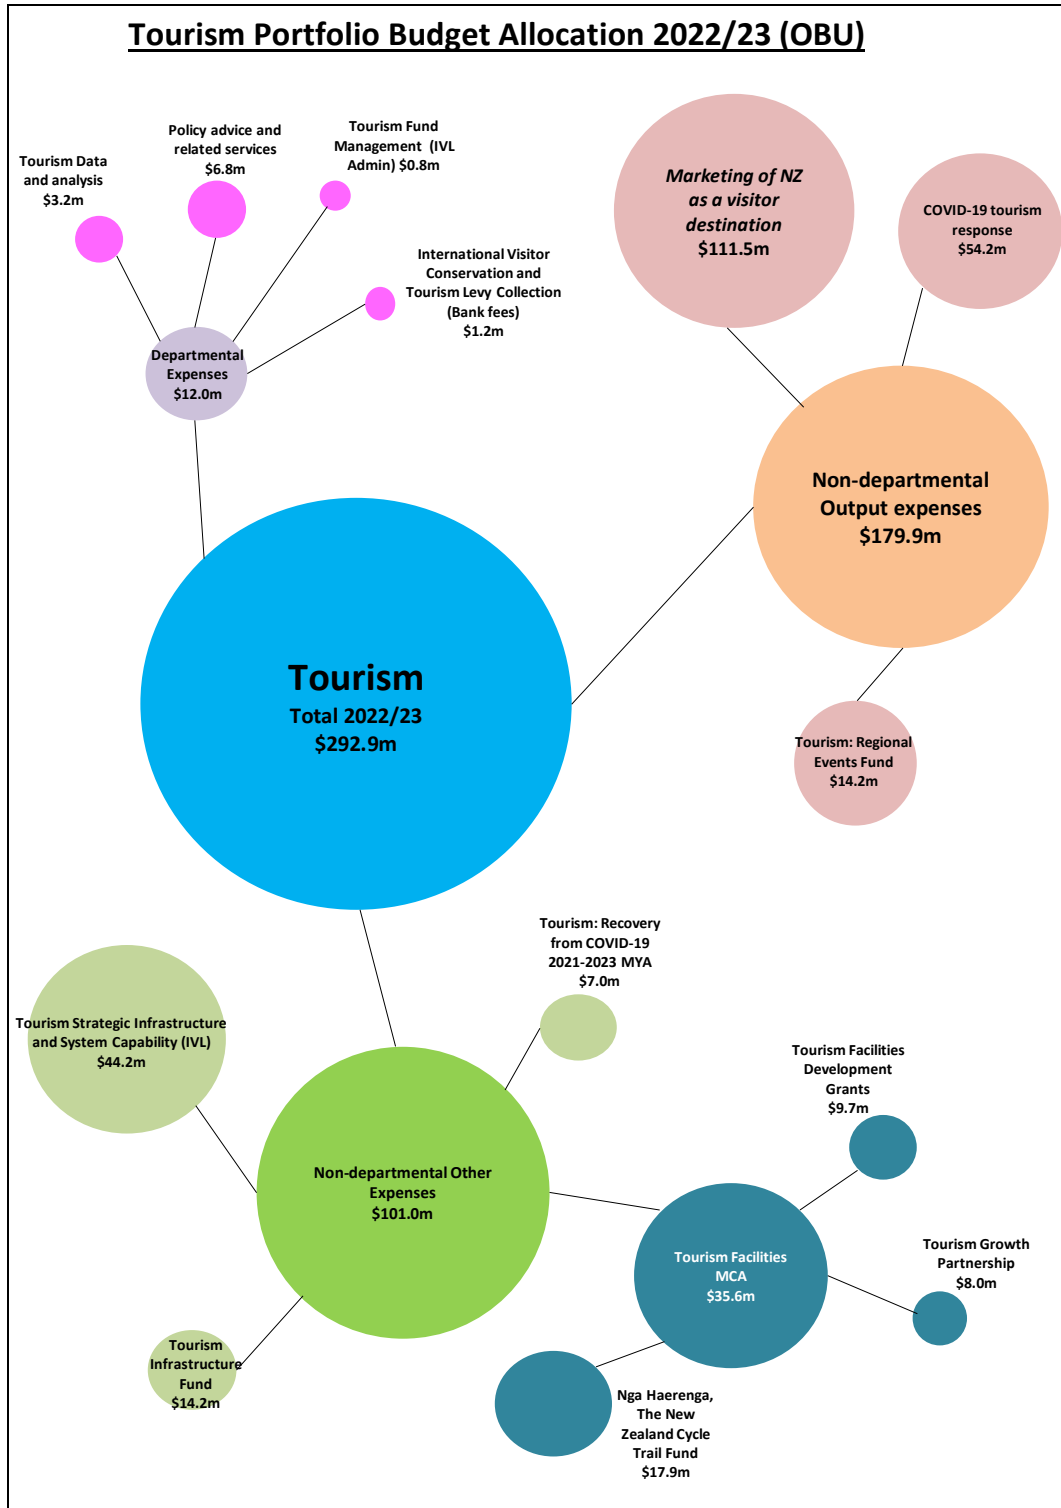 Tourism Portfolio Budget Allocation 2022/23 (OBU)
Tourism Data
and analysis
$3.2m
Policy advice and
related services
$6.8m
Tourism Fund
Management (IVL
Admin) $0.8m
International Visitor
Conservation and
Tourism Levy Collection
(Bank fees)
$1.2m
Departmental
Expenses
$12.0m
Marketing of NZ
as a visitor
destination
$111.5m
COVID-19 tourism
response
$54.2m
Non-departmental
Output expenses
$179.9m
Tourism
Total 2022/23
$292.9m
Tourism: Regional
Events Fund
$14.2m
Tourism: Recovery
from COVID-19
2021-2023 MYA
$7.0m
Tourism Strategic Infrastructure
and System Capability (IVL)
$44.2m
Non-departmental Other
Expenses
$101.0m
Tourism Facilities
Development
Grants
$9.7m
Tourism Facilities
MCA
$35.6m
Tourism Growth
Partnership
$8.0m
Tourism
Infrastructure
Fund
$14.2m
Nga Haerenga,
The New
Zealand Cycle
Trail Fund
$17.9m